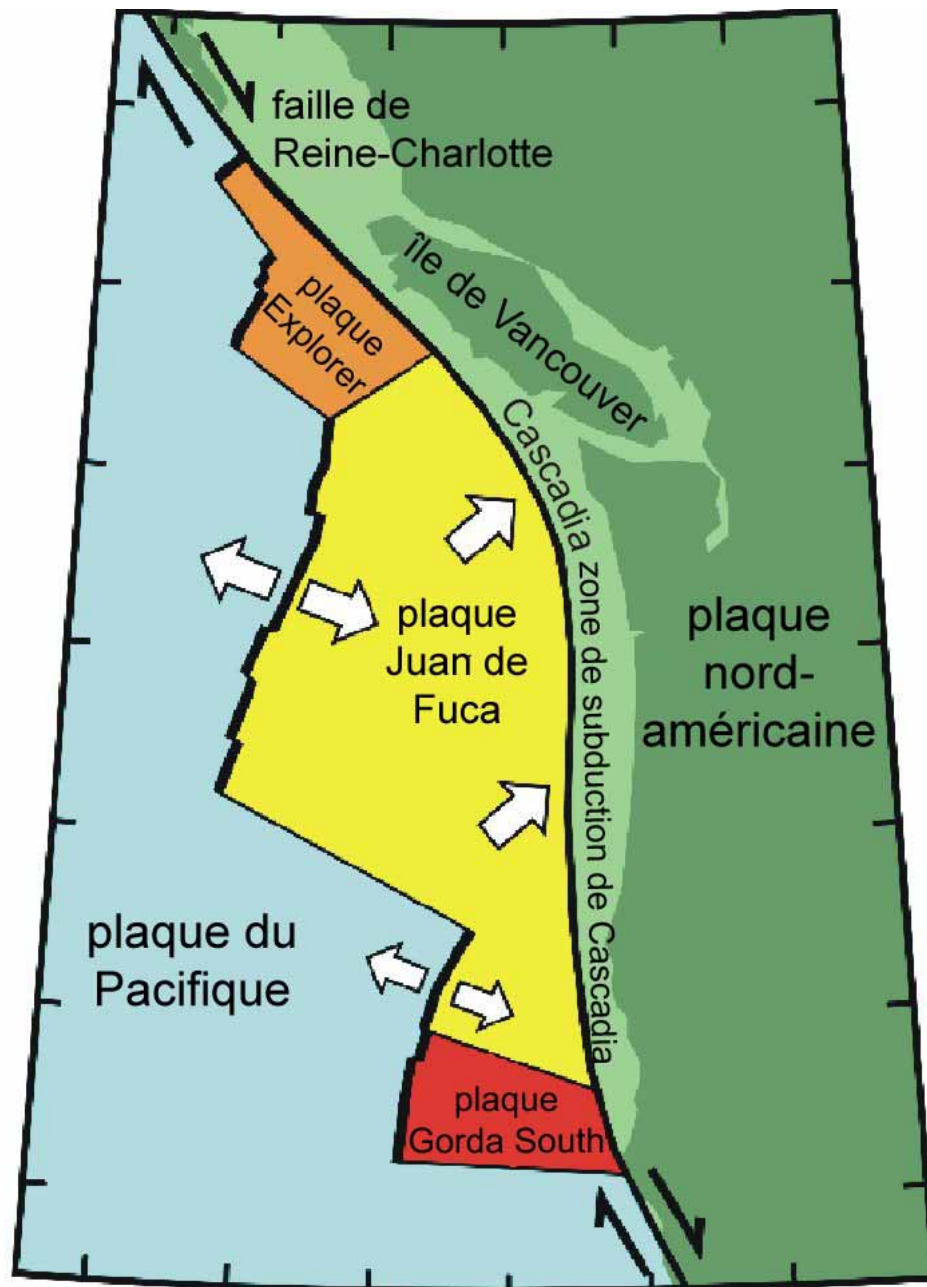 faille de
Reine-Charlotte
plaque
Explorer
île de Vancouver
Cascadia zone de subduction de Cascadia
plaque
Juan de
Fuca
plaque
nord-
américaine
plaque du
Pacifique
plaque
Gorda South